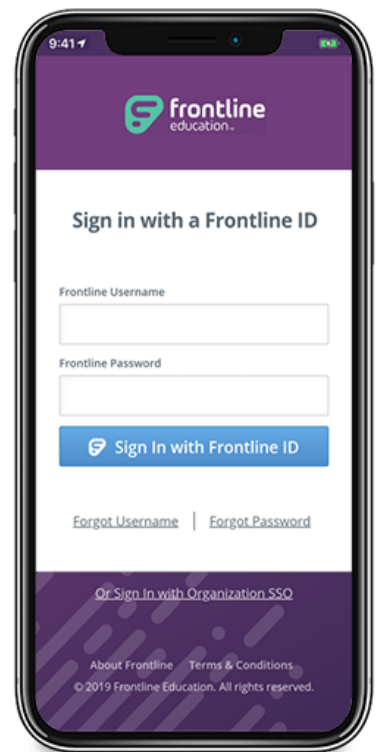 9:41
frontline
education™
Sign in with a Frontline ID
Frontline Username
Frontline Password
Sign In with Frontline ID
Forgot Username | Forgot Password
Or Sign In with Organization SSO
About Frontline Terms & Conditions
© 2019 Frontline Education. All rights reserved.